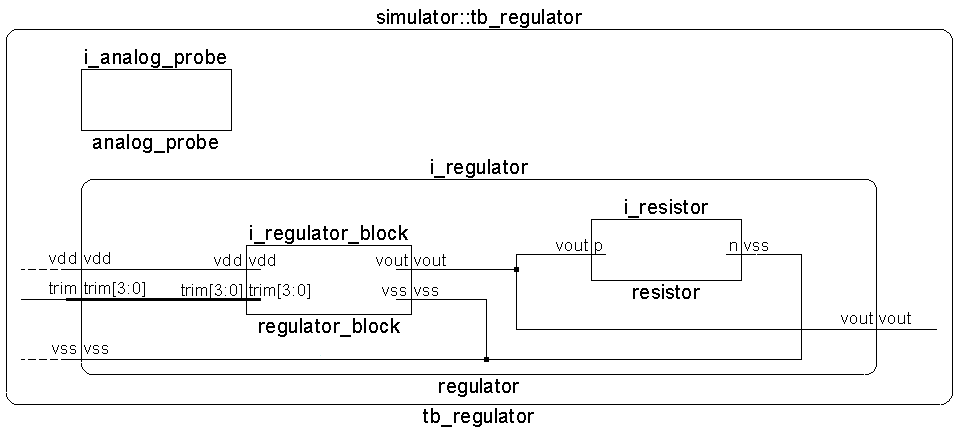 simulator::tb_regulator
i_analog_probe
analog_probe
i_regulator
i_resistor
i_regulator_block
vout p n vss
vdd vdd vdd vdd vout vout
trim trim[3:0] trim[3:0] trim[3:0] vss vss
resistor
regulator_block
vout vout
vss vss
regulator
tb_regulator